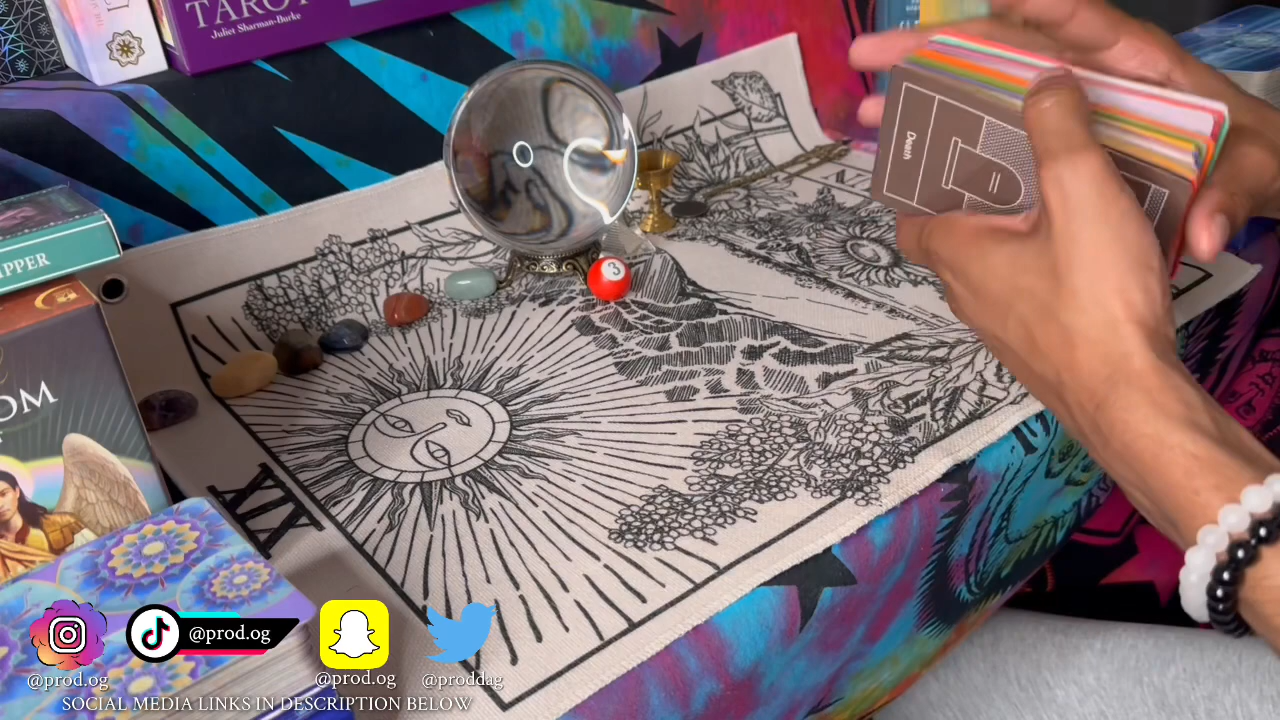 TAROT
Juliet Sharman-Burke
Death
IPPER
3
OM
XIX
@prod.og
@prod.og
@prod.og
@proddag
SOCIAL MEDIA LINKS IN DESCRIPTION BELOW